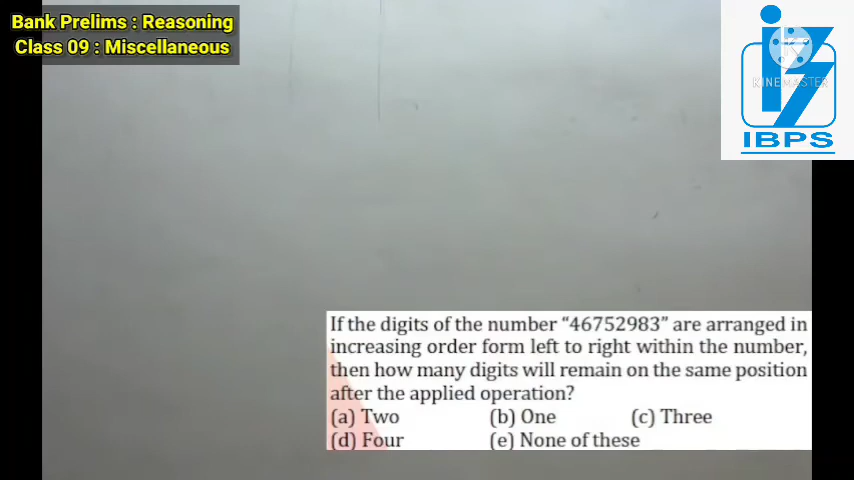 Bank Prelims : Reasoning
Class 09 : Miscellaneous
KINEMASTER
IBPS
If the digits of the number “46752983” are arranged in
increasing order form left to right within the number,
then how many digits will remain on the same position
after the applied operation?
(a) Two (b) One (c) Three
(d) Four (e) None of these